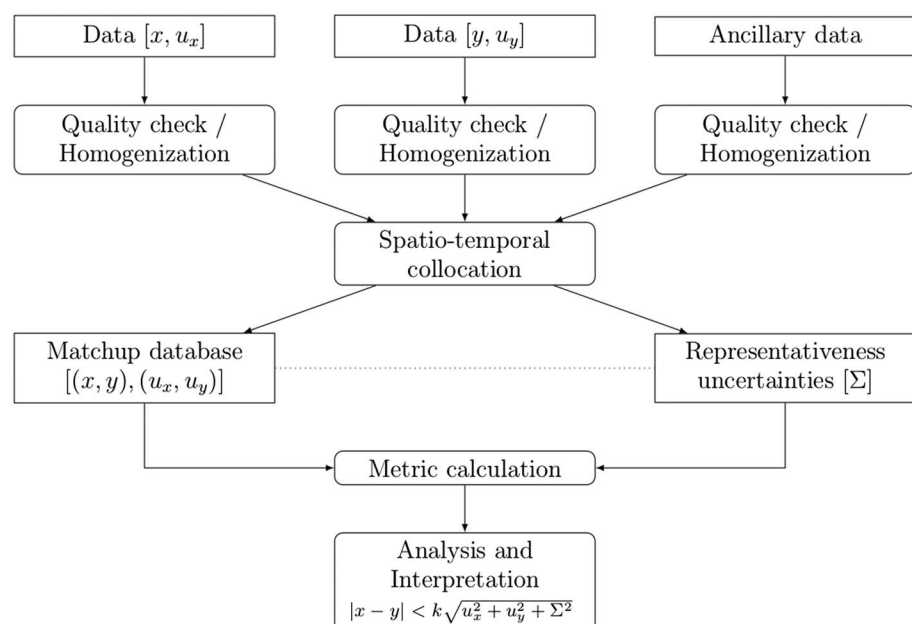 Data [x, u_x]
Data [y, u_y]
Ancillary data
Quality check /
Homogenization
Quality check /
Homogenization
Quality check /
Homogenization
Spatio-temporal
collocation
Matchup database
[(x, y), (u_x, u_y)]
Representativeness
uncertainties [Σ]
Metric calculation
Analysis and
Interpretation
|x − y| < k√(u_x² + u_y² + Σ²)